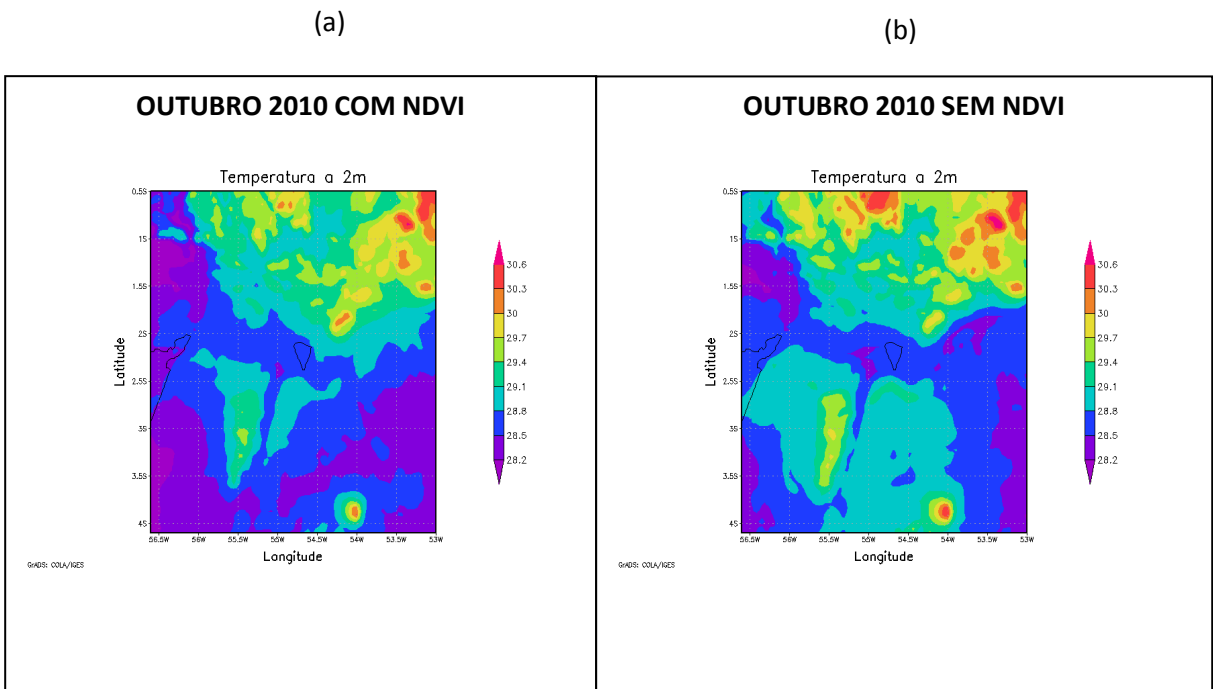 (a)
(b)
OUTUBRO 2010 COM NDVI
OUTUBRO 2010 SEM NDVI
Temperatura a 2m
0.5S
1S
1.5S
2S
2.5S
3S
3.5S
4S
Latitude
56.5W 56W 55.5W 55W 54.5W 54W 53.5W 53W
Longitude
30.6
30.3
30
29.7
29.4
29.1
28.8
28.5
28.2
GrADS: COLA/IGES
Temperatura a 2m
0.5S
1S
1.5S
2S
2.5S
3S
3.5S
4S
Latitude
56.5W 56W 55.5W 55W 54.5W 54W 53.5W 53W
Longitude
30.6
30.3
30
29.7
29.4
29.1
28.8
28.5
28.2
GrADS: COLA/IGES